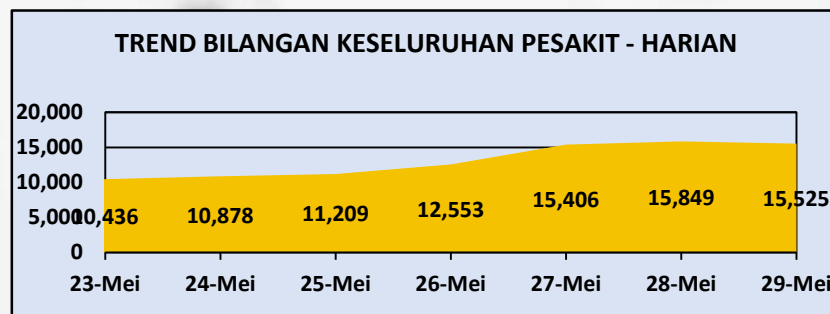 TREND BILANGAN KESELURUHAN PESAKIT - HARIAN
20,000
15,000
10,000
5,000
0
10,436 10,878 11,209 12,553 15,406 15,849 15,525
23-Mei 24-Mei 25-Mei 26-Mei 27-Mei 28-Mei 29-Mei